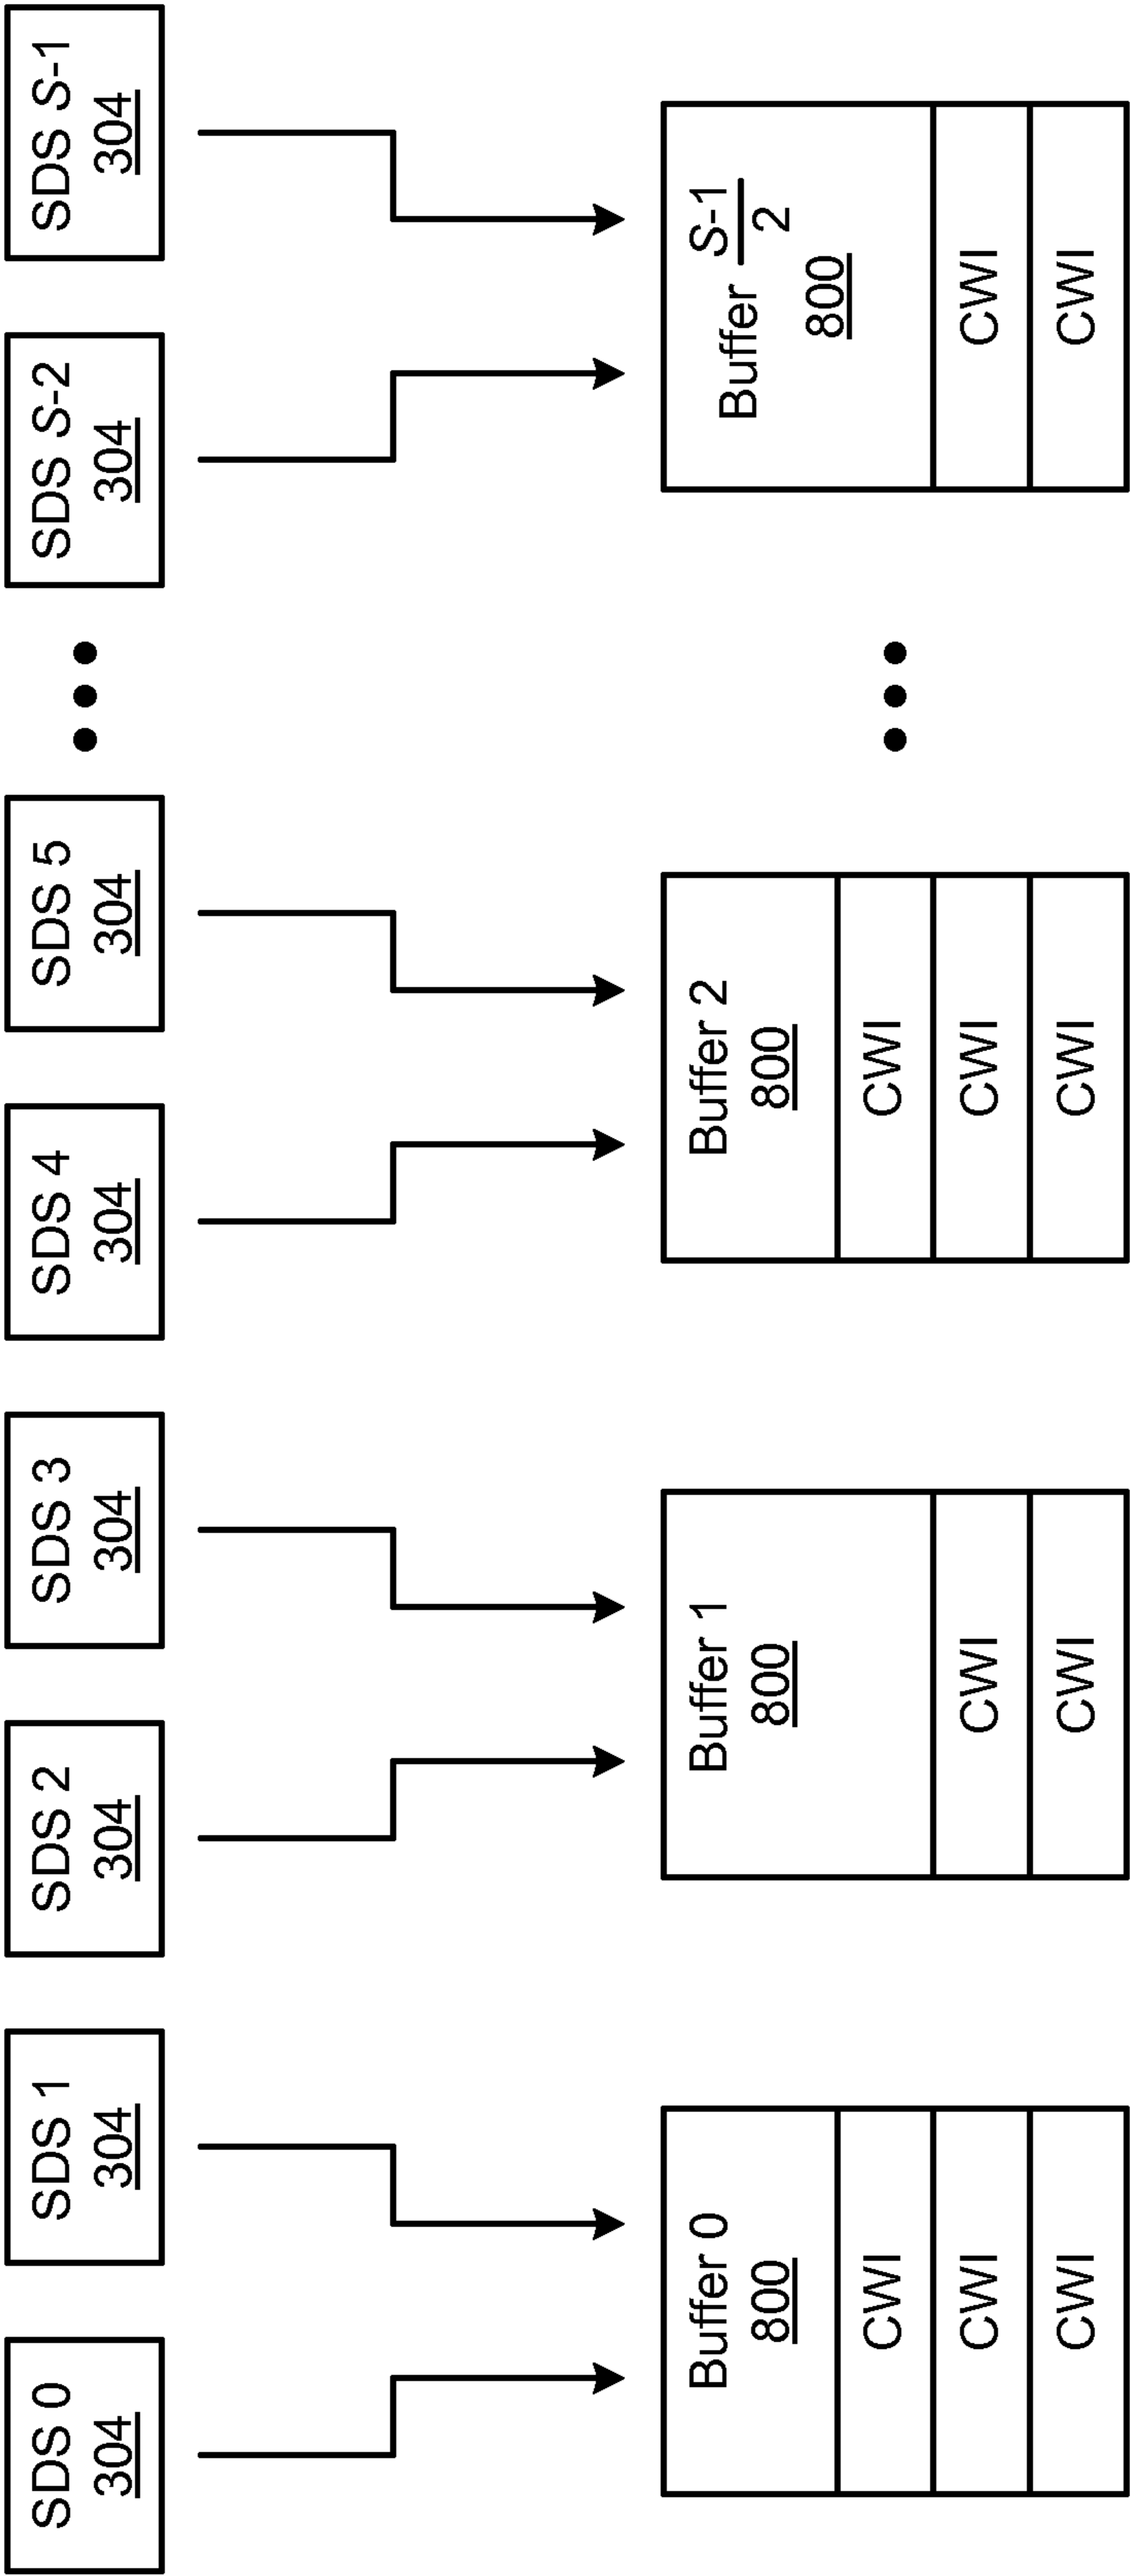 SDS 0
304
SDS 1
304
SDS 2
304
SDS 3
304
SDS 4
304
SDS 5
304
SDS S-2
304
SDS S-1
304
Buffer 0
800
CWI
CWI
CWI
Buffer 1
800
CWI
CWI
Buffer 2
800
CWI
CWI
CWI
Buffer S-1
2
800
CWI
CWI